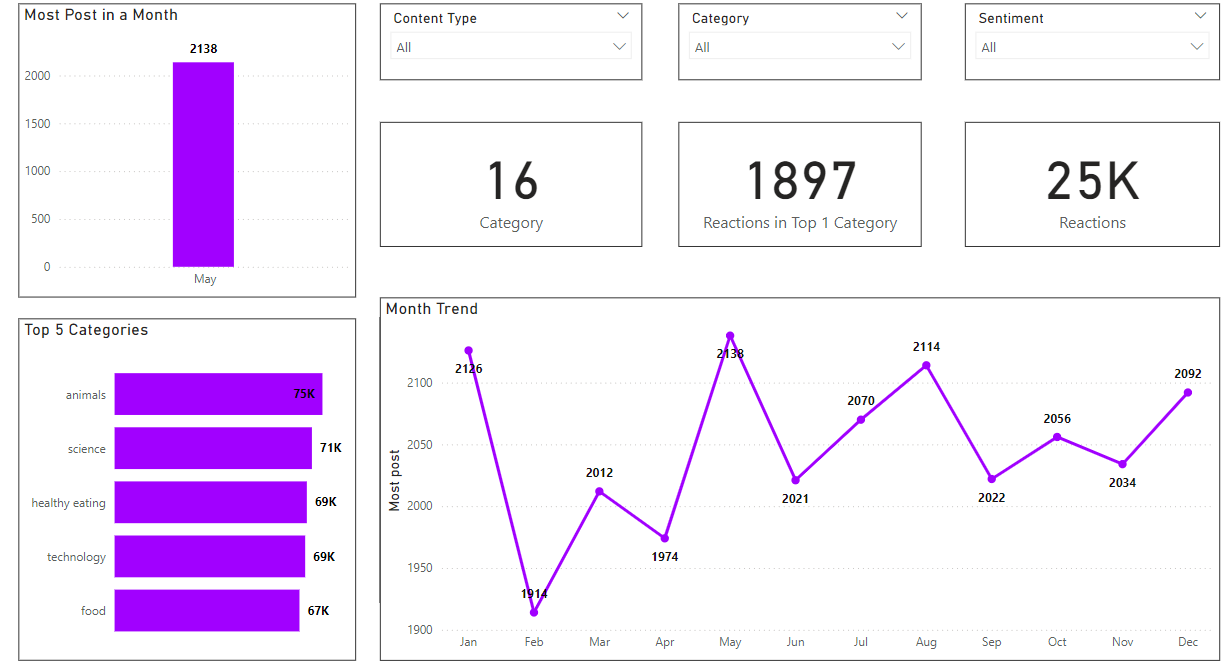 Most Post in a Month
2138
2000
1500
1000
500
0
May
Content Type
All
Category
All
Sentiment
All
16
Category
1897
Reactions in Top 1 Category
25K
Reactions
Top 5 Categories
animals 75K
science 71K
healthy eating 69K
technology 69K
food 67K
Month Trend
Most post
2100
2050
2000
1950
1900
2126
1914
2012
1974
2138
2021
2070
2114
2022
2056
2034
2092
Jan Feb Mar Apr May Jun Jul Aug Sep Oct Nov Dec